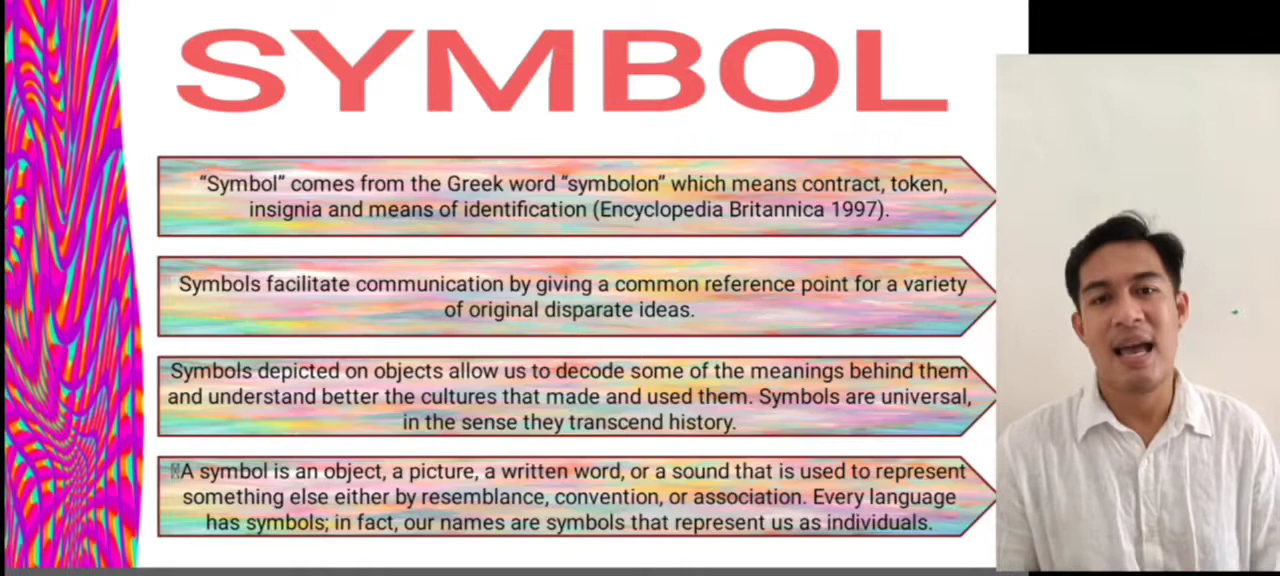 SYMBOL
“Symbol” comes from the Greek word “symbolon” which means contract, token,
insignia and means of identification (Encyclopedia Britannica 1997).
Symbols facilitate communication by giving a common reference point for a variety
of original disparate ideas.
Symbols depicted on objects allow us to decode some of the meanings behind them
and understand better the cultures that made and used them. Symbols are universal,
in the sense they transcend history.
A symbol is an object, a picture, a written word, or a sound that is used to represent
something else either by resemblance, convention, or association. Every language
has symbols; in fact, our names are symbols that represent us as individuals.